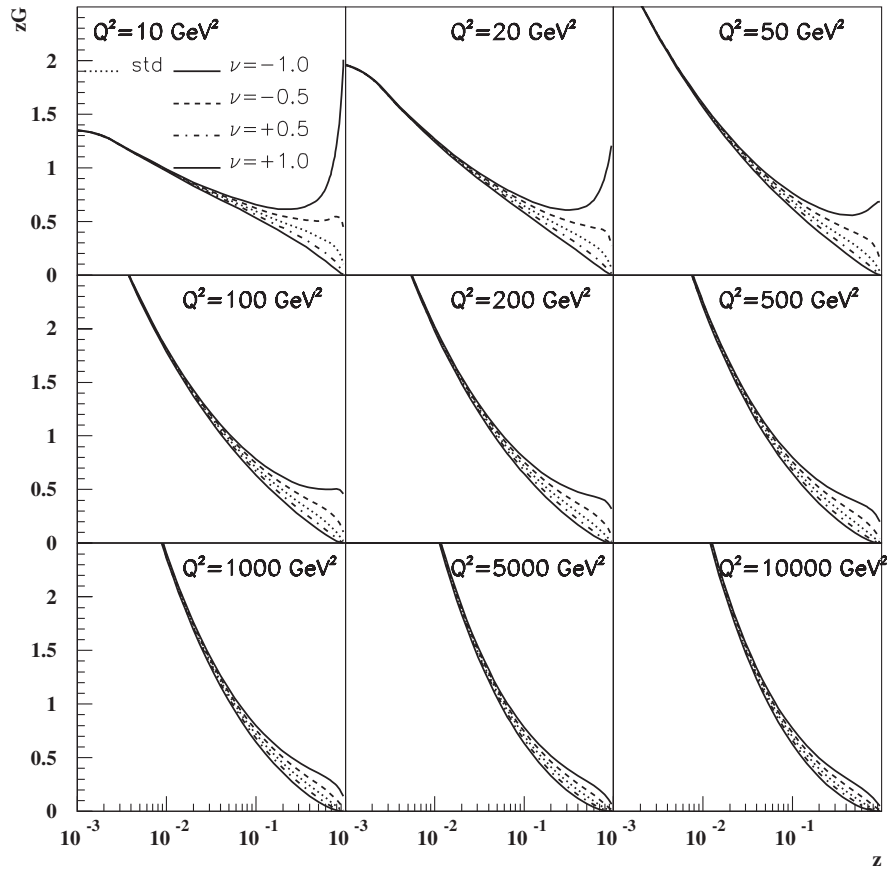 zG
Q²=10 GeV²
Q²=20 GeV²
Q²=50 GeV²
std
ν=−1.0
ν=−0.5
ν=+0.5
ν=+1.0
2
1.5
1
0.5
0
Q²=100 GeV²
Q²=200 GeV²
Q²=500 GeV²
2
1.5
1
0.5
0
Q²=1000 GeV²
Q²=5000 GeV²
Q²=10000 GeV²
2
1.5
1
0.5
0
10⁻³ 10⁻² 10⁻¹ 10⁻³ 10⁻² 10⁻¹ 10⁻³ 10⁻² 10⁻¹
z